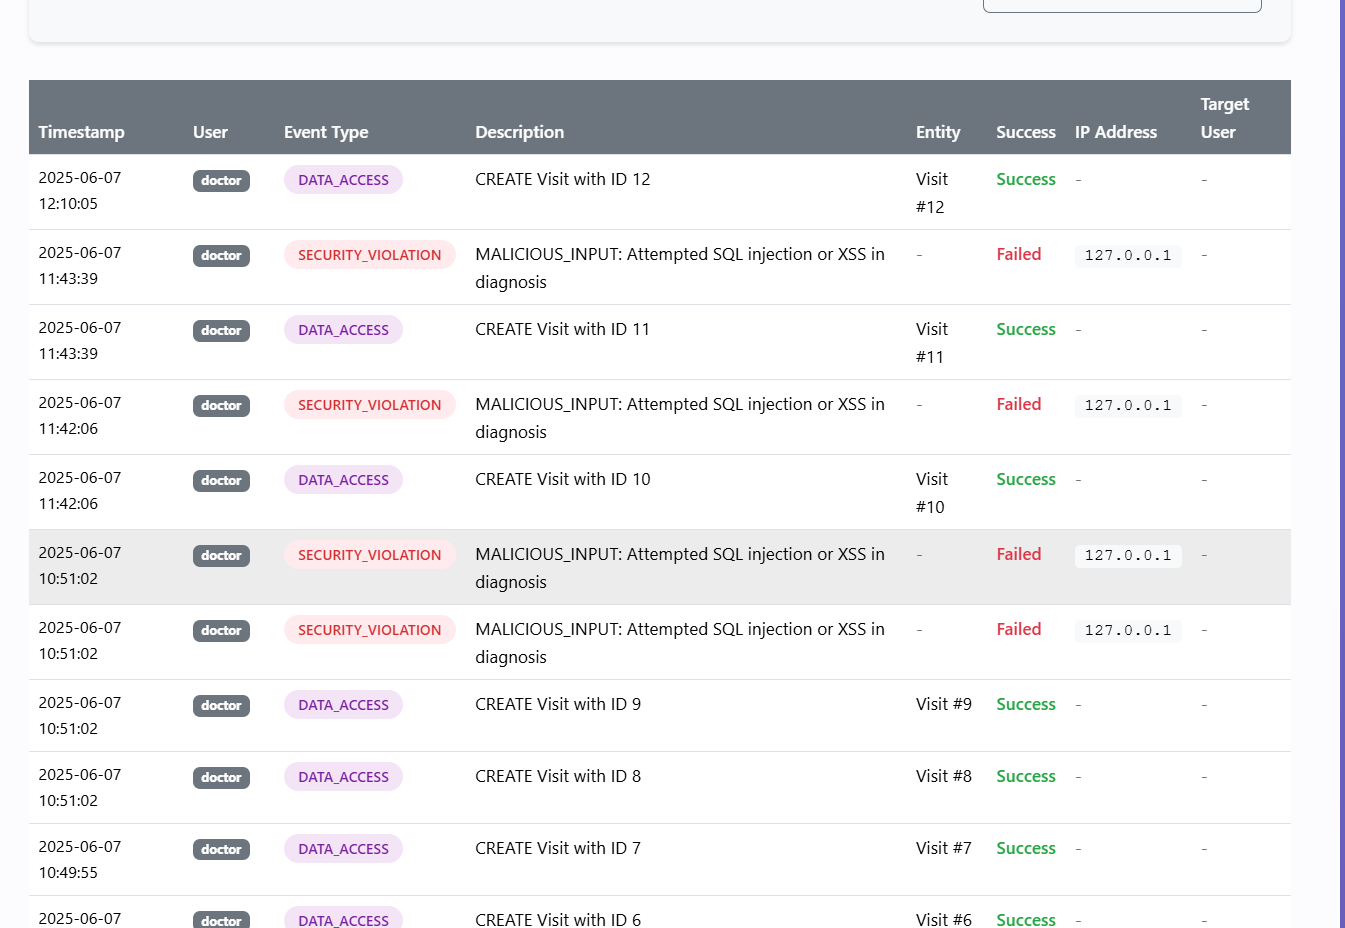 Timestamp User Event Type Description Entity Success IP Address Target User
2025-06-07 12:10:05 doctor DATA_ACCESS CREATE Visit with ID 12 Visit #12 Success - -
2025-06-07 11:43:39 doctor SECURITY_VIOLATION MALICIOUS_INPUT: Attempted SQL injection or XSS in diagnosis - Failed 127.0.0.1 -
2025-06-07 11:43:39 doctor DATA_ACCESS CREATE Visit with ID 11 Visit #11 Success - -
2025-06-07 11:42:06 doctor SECURITY_VIOLATION MALICIOUS_INPUT: Attempted SQL injection or XSS in diagnosis - Failed 127.0.0.1 -
2025-06-07 11:42:06 doctor DATA_ACCESS CREATE Visit with ID 10 Visit #10 Success - -
2025-06-07 10:51:02 doctor SECURITY_VIOLATION MALICIOUS_INPUT: Attempted SQL injection or XSS in diagnosis - Failed 127.0.0.1 -
2025-06-07 10:51:02 doctor SECURITY_VIOLATION MALICIOUS_INPUT: Attempted SQL injection or XSS in diagnosis - Failed 127.0.0.1 -
2025-06-07 10:51:02 doctor DATA_ACCESS CREATE Visit with ID 9 Visit #9 Success - -
2025-06-07 10:51:02 doctor DATA_ACCESS CREATE Visit with ID 8 Visit #8 Success - -
2025-06-07 10:49:55 doctor DATA_ACCESS CREATE Visit with ID 7 Visit #7 Success - -
2025-06-07 doctor DATA_ACCESS CREATE Visit with ID 6 Visit #6 Success - -